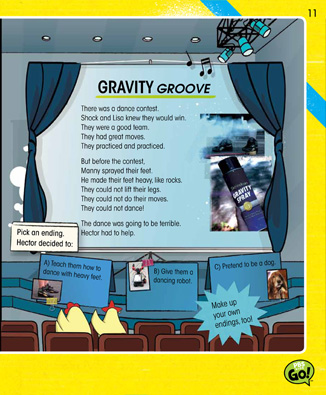 11
GRAVITY GROOVE
There was a dance contest.
Shock and Lisa knew they would win.
They were a good team.
They had great moves.
They practiced and practiced.
But before the contest,
Manny sprayed their feet.
He made their feet heavy, like rocks.
They could not lift their legs.
They could not do their moves.
They could not dance!
The dance was going to be terrible.
Hector had to help.
GRAVITY
SPRAY
Pick an ending.
Hector decided to:
A) Teach them how to
dance with heavy feet.
B) Give them a
dancing robot.
C) Pretend to be a dog.
Make up
your own
endings, too!
GO!